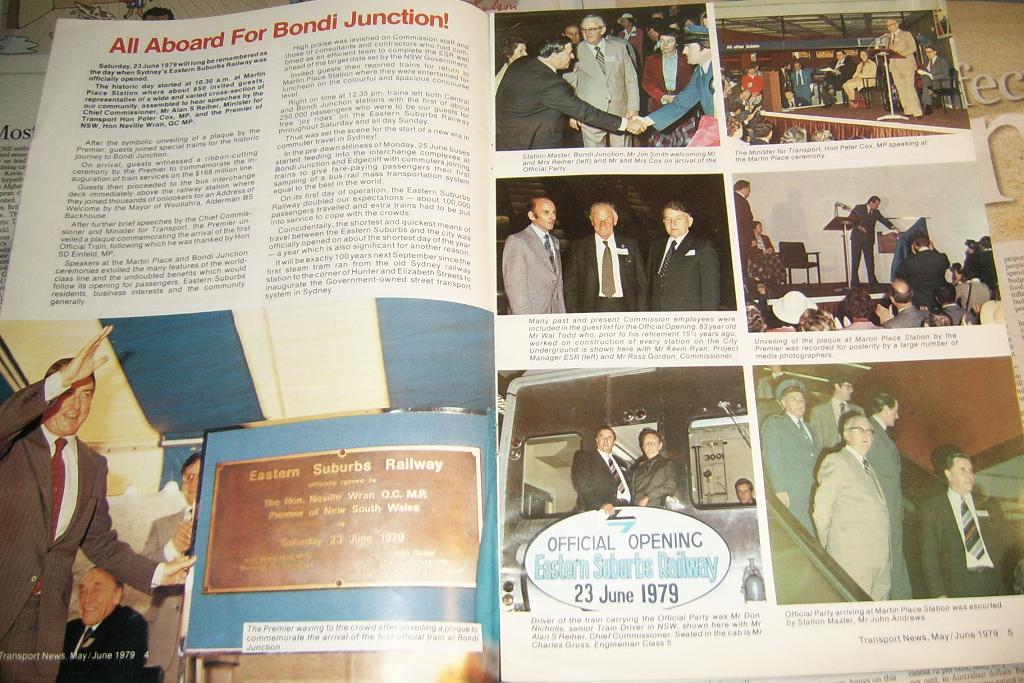 All Aboard For Bondi Junction!
Saturday, 23 June 1979 will long be remembered as
the day when Sydney's Eastern Suburbs Railway was
officially opened.
The historic day started at 10.30 a.m. at Martin
Place Station where about 850 invited guests,
representative of a wide and varied cross-section of
our community, assembled to hear speeches by the
Chief Commissioner, Mr Alan S Reiher, Minister for
Transport Hon Peter Cox, MP, and the Premier of
NSW, Hon Neville Wran, QC MP.
After the symbolic unveiling of a plaque by the
Premier, guests joined special trains for the historic
journey to Bondi Junction.
On arrival, guests witnessed a ribbon-cutting
ceremony by the Premier to commemorate the in-
auguration of train services on the $168 million line.
Guests then proceeded to the bus interchange
deck immediately above the railway station where
they joined thousands of onlookers for an Address of
Welcome by the Mayor of Woollahra, Alderman BS
Backhouse.
After further brief speeches by the Chief Commis-
sioner and Minister for Transport, the Premier un-
veiled a plaque commemorating the arrival of the first
Official Train, following which he was thanked by Hon
SD Einfeld, MP.
Speakers at the Martin Place and Bondi Junction
ceremonies extolled the many features of the world-
class line and the undoubted benefits which would
follow its opening for passengers, Eastern Suburbs
residents, business interests and the community
generally.
High praise was lavished on Commission staff and
those of consultants and contractors who had com-
bined as an efficient team to complete the ESR well
ahead of the target date set by the NSW Government.
Invited guests then rejoined trains for return to
Martin Place Station where they were entertained at
luncheon on the colourful and spacious concourse
level.
Right on time at 12.35 pm, trains left both Central
and Bondi Junction stations with the first of about
250,000 passengers who were to be our guests for
free "joy rides" on the Eastern Suburbs Railway
throughout Saturday and all day Sunday.
Thus was set the scene for the start of a new era in
commuter travel in Sydney!
In the pre-dawn stillness of Monday, 25 June buses
started feeding into the interchange complexes at
Bondi Junction and Edgecliff with commuters joining
trains to give fare-paying passengers their first
sampling of a bus/rail mass transportation system
equal to the best in the world.
On its first day of operation, the Eastern Suburbs
Railway doubled our expectations — about 100,000
passengers travelled and extra trains had to be put
into service to cope with the crowds.
Coincidentally, the shortest and quickest means of
travel between the Eastern Suburbs and the city was
officially opened on about the shortest day of the year
— a year which is also significant for another reason.
It will be exactly 100 years next September since the
first steam tram ran from the old Sydney railway
station to the corner of Hunter and Elizabeth Streets to
inaugurate the Government-owned street transport
system in Sydney.
Eastern Suburbs Railway
officially opened by
The Hon. Neville Wran Q.C. M.P.
Premier of New South Wales
on
Saturday 23 June 1979
Alan Reiher
The Premier waving to the crowd after unveiling a plaque to
commemorate the arrival of the first official train at Bondi
Junction.
Transport News, May/June 1979 4
Station Master, Bondi Junction, Mr Jim Smith welcoming Mr
and Mrs Reiher (left) and Mr and Mrs Cox on arrival of the
Official Party.
All other trains
The Minister for Transport, Hon Peter Cox, MP speaking at
the Martin Place ceremony.
Many past and present Commission employees were
included in the guest list for the Official Opening. 83 year old
Mr Wal Todd who, prior to his retirement 15½ years ago,
worked on construction of every station on the City
Underground is shown here with Mr Kevin Ryan, Project
Manager ESR (left) and Mr Ross Gordon, Commissioner.
Unveiling of the plaque at Martin Place Station by the
Premier was recorded for posterity by a large number of
media photographers.
3001
OFFICIAL OPENING
Eastern Suburbs Railway
23 June 1979
Driver of the train carrying the Official Party was Mr Don
Nicholls, senior Train Driver in NSW, shown here with Mr
Alan S Reiher, Chief Commissioner. Seated in the cab is Mr
Charles Gruss, Engineman Class 5.
Official Party arriving at Martin Place Station was escorted
by Station Master, Mr John Andrews.
Transport News, May/June 1979 5